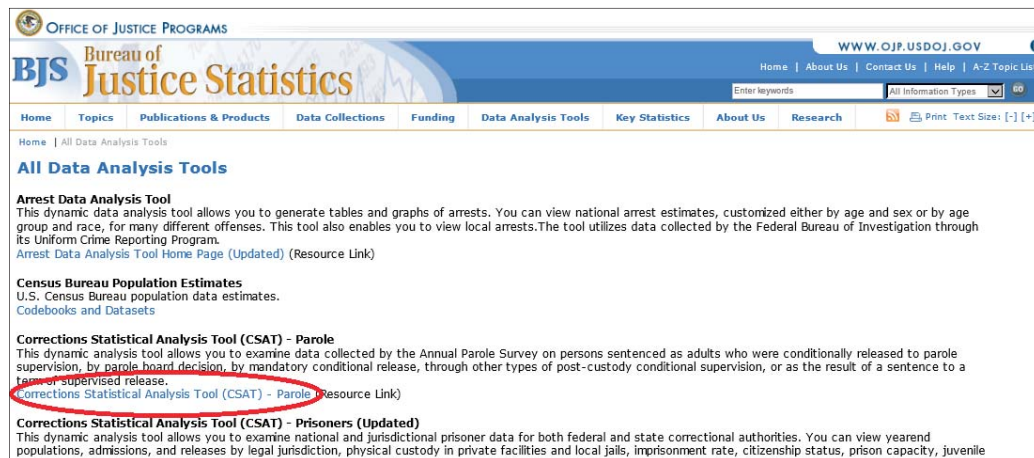 OFFICE OF JUSTICE PROGRAMS
BJS Bureau of Justice Statistics
WWW.OJP.USDOJ.GOV
Home | About Us | Contact Us | Help | A-Z Topic List
Enter keywords All Information Types GO
Home Topics Publications & Products Data Collections Funding Data Analysis Tools Key Statistics About Us Research Print Text Size: [-] [+]
Home | All Data Analysis Tools
All Data Analysis Tools
Arrest Data Analysis Tool
This dynamic data analysis tool allows you to generate tables and graphs of arrests. You can view national arrest estimates, customized either by age and sex or by age
group and race, for many different offenses. This tool also enables you to view local arrests.The tool utilizes data collected by the Federal Bureau of Investigation through
its Uniform Crime Reporting Program.
Arrest Data Analysis Tool Home Page (Updated) (Resource Link)
Census Bureau Population Estimates
U.S. Census Bureau population data estimates.
Codebooks and Datasets
Corrections Statistical Analysis Tool (CSAT) - Parole
This dynamic analysis tool allows you to examine data collected by the Annual Parole Survey on persons sentenced as adults who were conditionally released to parole
supervision, by parole board decision, by mandatory conditional release, through other types of post-custody conditional supervision, or as the result of a sentence to a
term of supervised release.
Corrections Statistical Analysis Tool (CSAT) - Parole (Resource Link)
Corrections Statistical Analysis Tool (CSAT) - Prisoners (Updated)
This dynamic analysis tool allows you to examine national and jurisdictional prisoner data for both federal and state correctional authorities. You can view yearend
populations, admissions, and releases by legal jurisdiction, physical custody in private facilities and local jails, imprisonment rate, citizenship status, prison capacity, juvenile